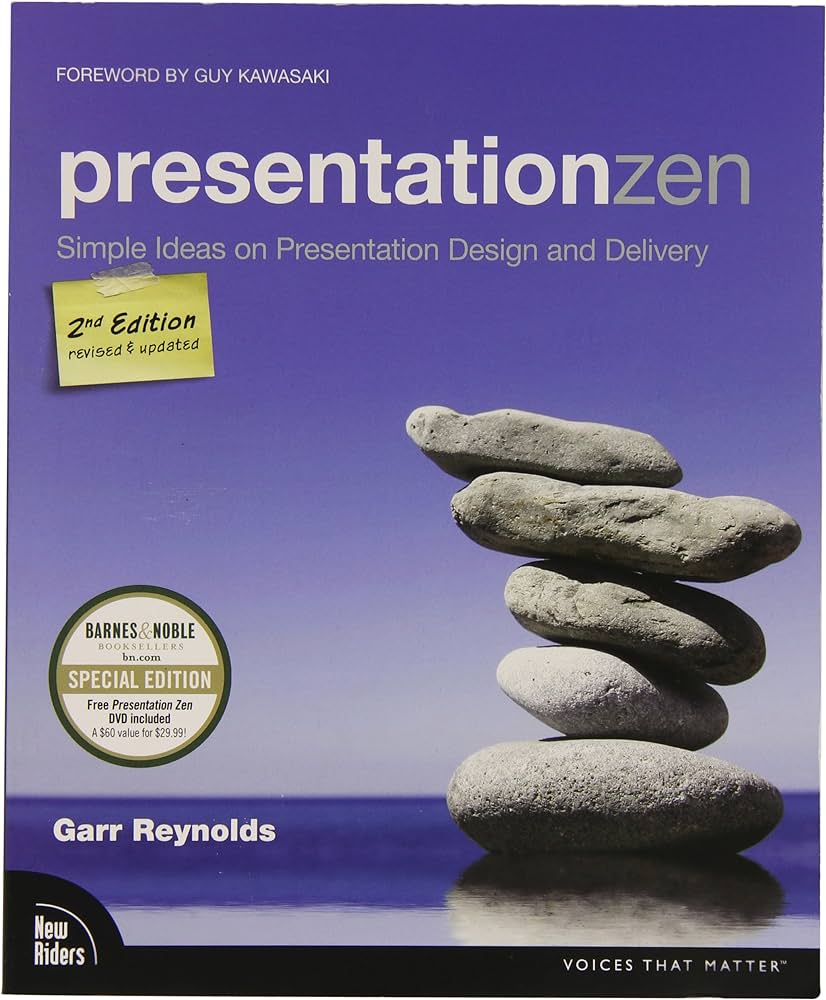 FOREWORD BY GUY KAWASAKI
presentationzen
Simple Ideas on Presentation Design and Delivery
2nd Edition
revised & updated
BARNES&NOBLE
BOOKSELLERS
bn.com
SPECIAL EDITION
Free Presentation Zen
DVD included
A $60 value for $29.99!
Garr Reynolds
New
Riders
VOICES THAT MATTER™